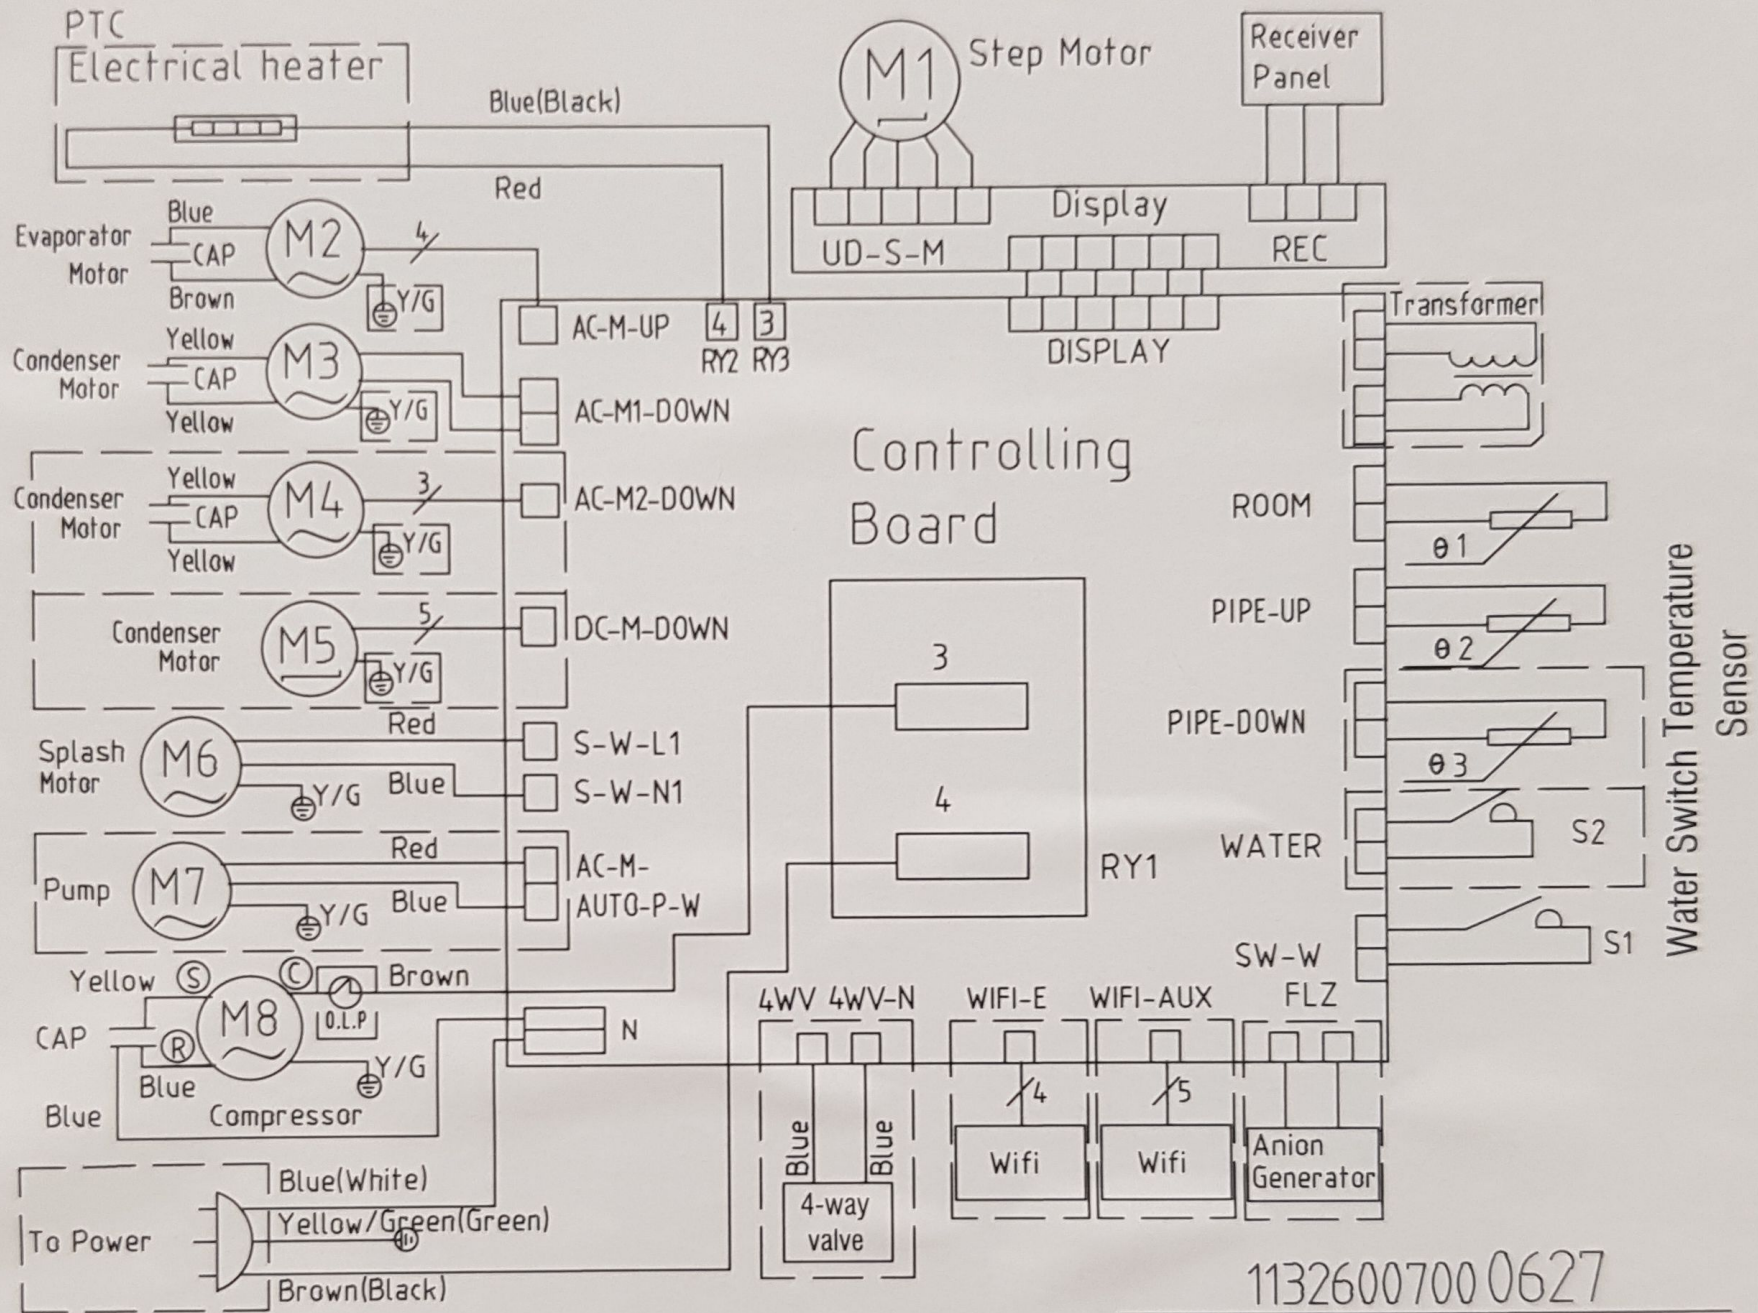 PTC
Electrical heater
Blue(Black)
Red
M1
Step Motor
Receiver
Panel
Display
UD-S-M
REC
Evaporator
Motor
Blue
CAP
Brown
M2
4
Y/G
AC-M-UP
4
3
RY2
RY3
DISPLAY
Transformer
Condenser
Motor
Yellow
CAP
Yellow
M3
Y/G
AC-M1-DOWN
Controlling
Board
Condenser
Motor
Yellow
CAP
Yellow
M4
3
Y/G
AC-M2-DOWN
ROOM
θ1
Condenser
Motor
M5
5
Y/G
DC-M-DOWN
PIPE-UP
θ2
3
4
RY1
PIPE-DOWN
θ3
Water Switch Temperature
Sensor
Splash
Motor
M6
Red
Blue
Y/G
S-W-L1
S-W-N1
WATER
S2
Pump
M7
Red
Blue
Y/G
AC-M-
AUTO-P-W
SW-W
S1
Yellow
S
C
Brown
O.L.P
CAP
R
M8
Y/G
Blue
Blue
Compressor
N
4WV
4WV-N
WIFI-E
WIFI-AUX
FLZ
4
5
Blue
Blue
4-way
valve
Wifi
Wifi
Anion
Generator
To Power
Blue(White)
Yellow/Green(Green)
Brown(Black)
1132600700 0627